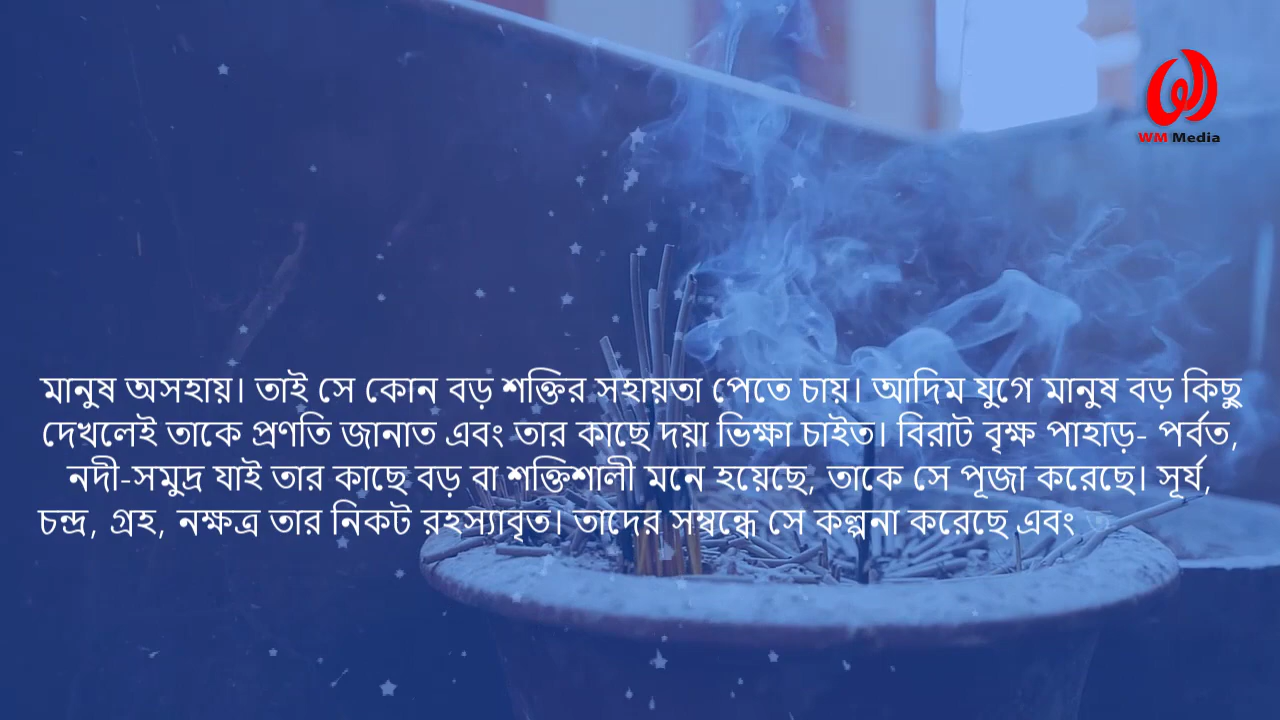 WM Media
মানুষ অসহায়। তাই সে কোন বড় শক্তির সহায়তা পেতে চায়। আদিম যুগে মানুষ বড় কিছু
দেখলেই তাকে প্রণতি জানাত এবং তার কাছে দয়া ভিক্ষা চাইত। বিরাট বৃক্ষ পাহাড়- পর্বত,
নদী-সমুদ্র যাই তার কাছে বড় বা শক্তিশালী মনে হয়েছে, তাকে সে পূজা করেছে। সূর্য,
চন্দ্র, গ্রহ, নক্ষত্র তার নিকট রহস্যাবৃত। তাদের সম্বন্ধে সে কল্পনা করেছে এবং